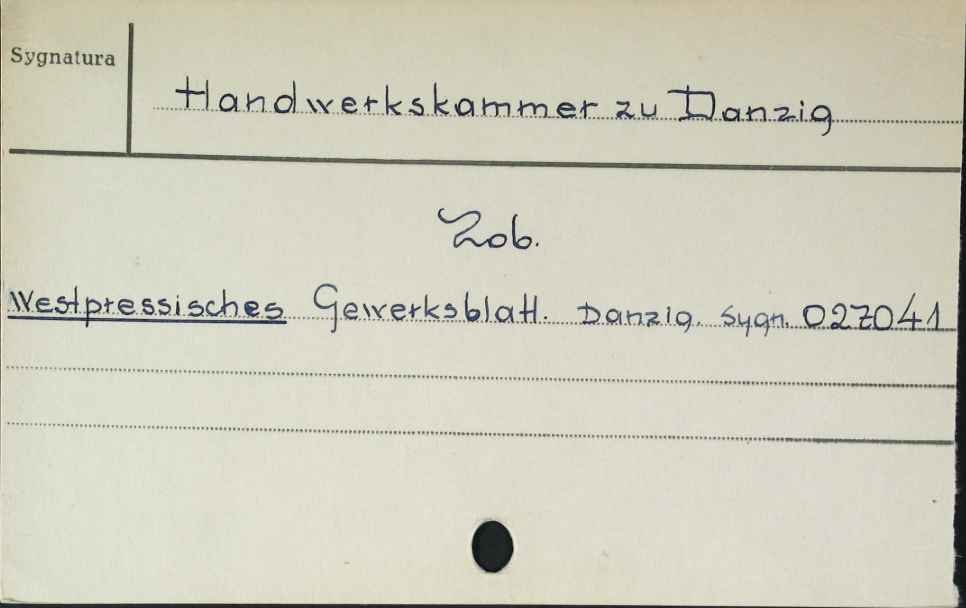 Sygnatura
Handwerkskammer zu Danzig
Zob.
Westpressisches Gewerksblatt. Danzig. Sygn. 027041